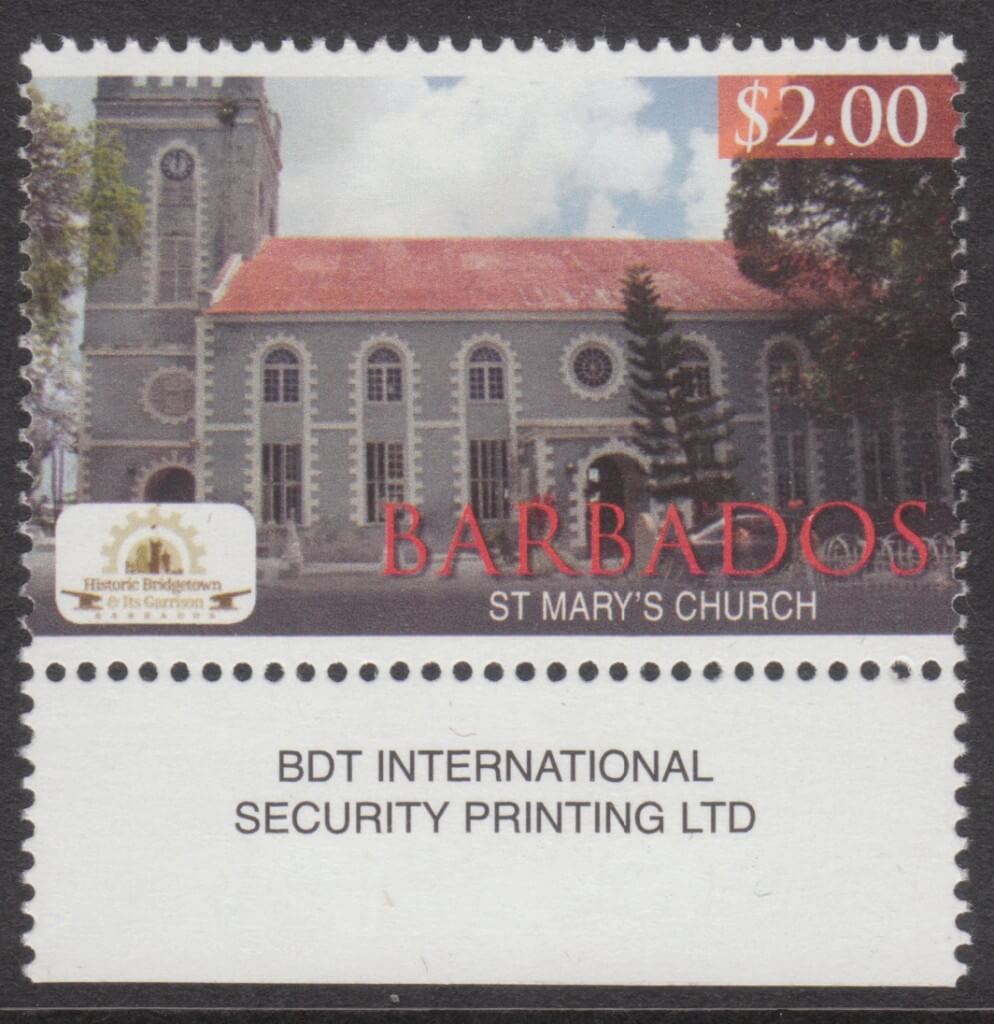 $2.00
BARBADOS
ST MARY'S CHURCH
Historic Bridgetown
& Its Garrison
BARBADOS
BDT INTERNATIONAL
SECURITY PRINTING LTD